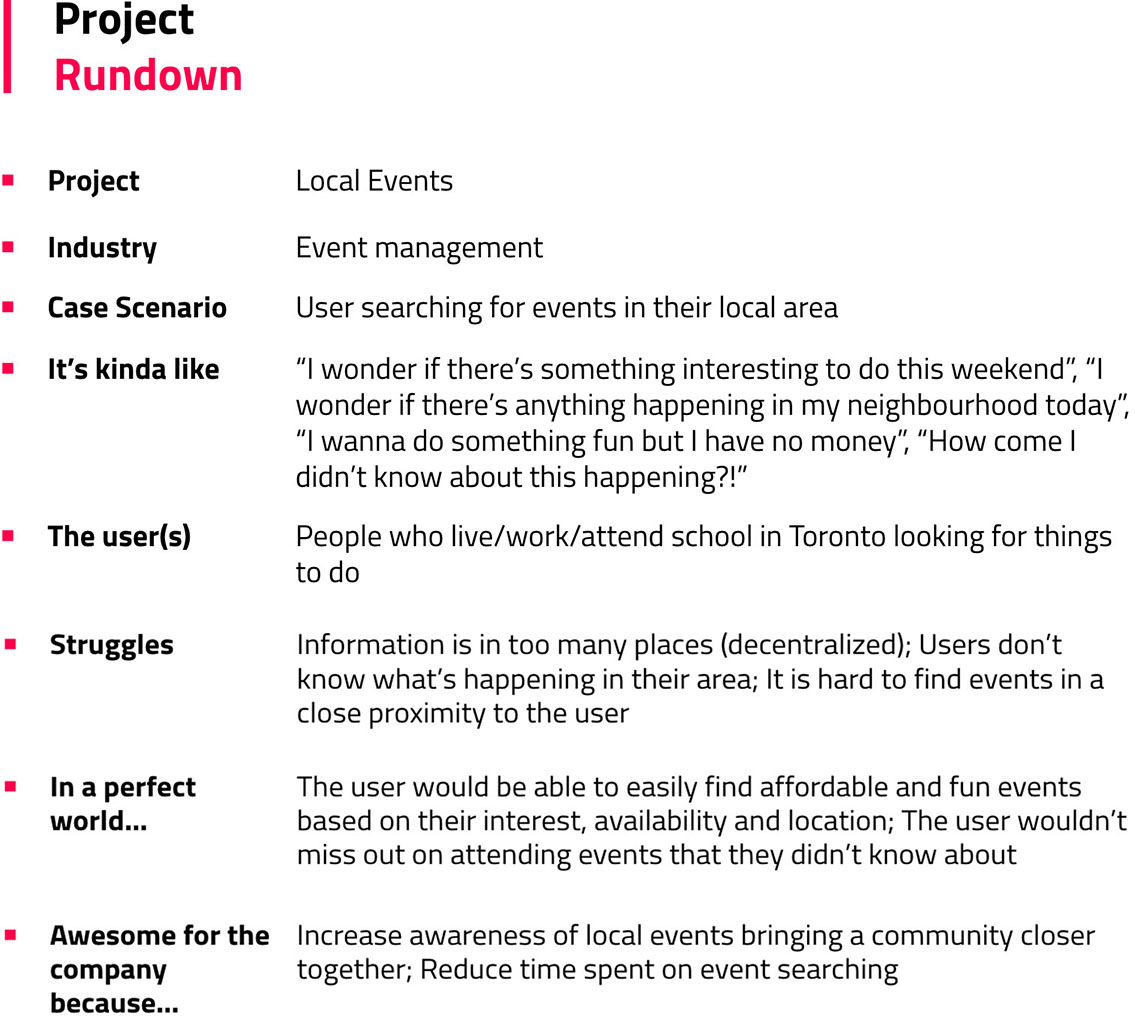 Project
Rundown
Project Local Events
Industry Event management
Case Scenario User searching for events in their local area
It’s kinda like “I wonder if there’s something interesting to do this weekend”, “I
wonder if there’s anything happening in my neighbourhood today”,
“I wanna do something fun but I have no money”, “How come I
didn’t know about this happening?!”
The user(s) People who live/work/attend school in Toronto looking for things
to do
Struggles Information is in too many places (decentralized); Users don’t
know what’s happening in their area; It is hard to find events in a
close proximity to the user
In a perfect The user would be able to easily find affordable and fun events
world... based on their interest, availability and location; The user wouldn’t
miss out on attending events that they didn’t know about
Awesome for the Increase awareness of local events bringing a community closer
company together; Reduce time spent on event searching
because...